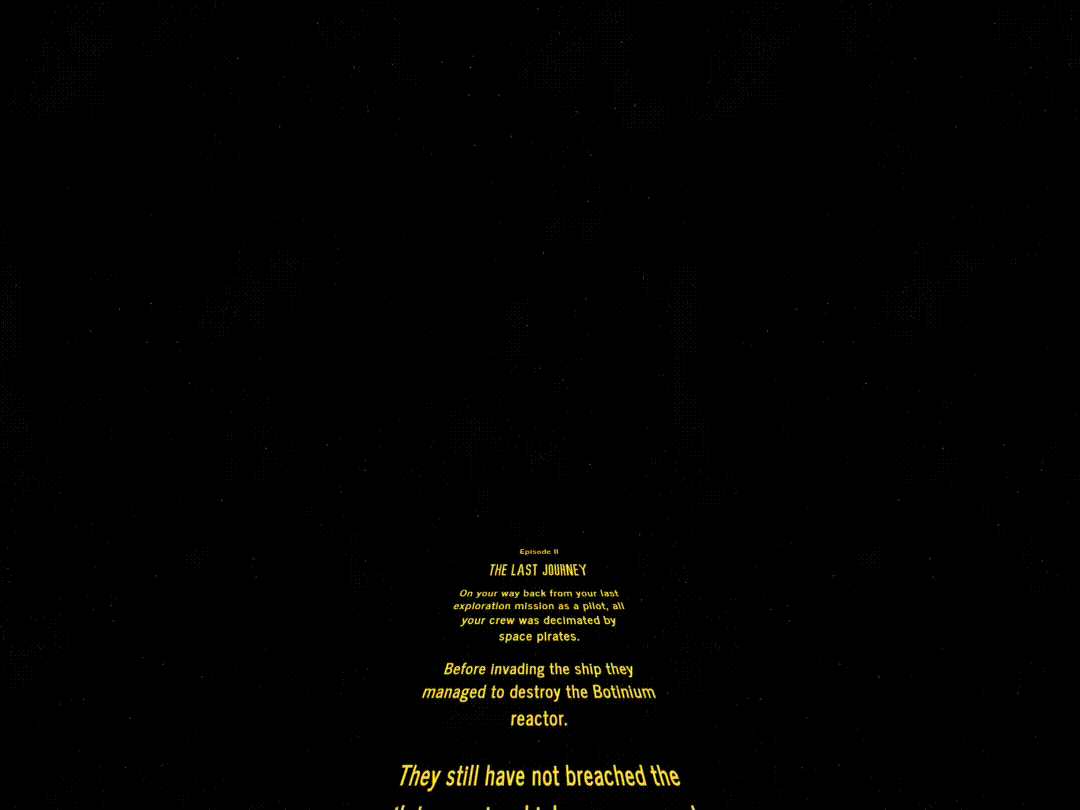 Episode II
THE LAST JOURNEY
On your way back from your last
exploration mission as a pilot, all
your crew was decimated by
space pirates.
Before invading the ship they
managed to destroy the Botinium
reactor.
They still have not breached the